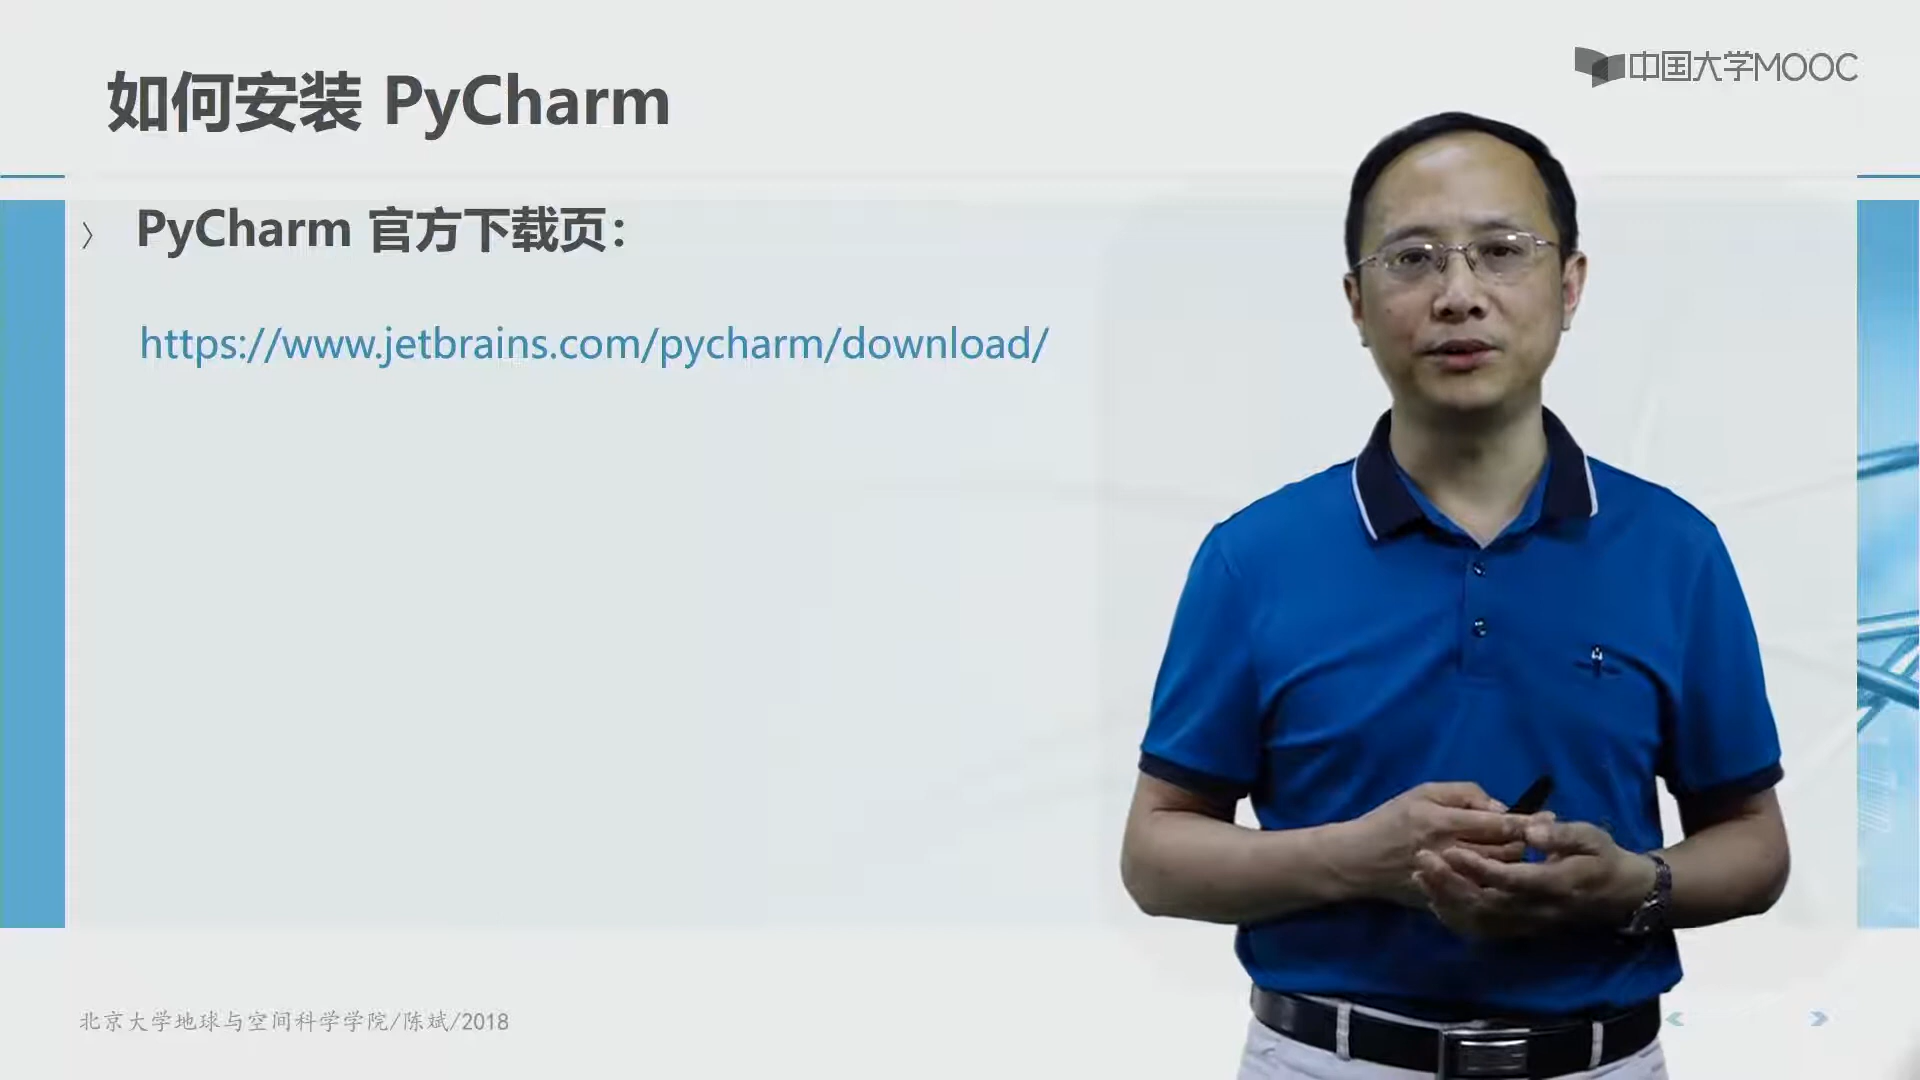 中国大学MOOC
如何安装 PyCharm
〉 PyCharm 官方下载页：
https://www.jetbrains.com/pycharm/download/
北京大学地球与空间科学学院/陈斌/2018